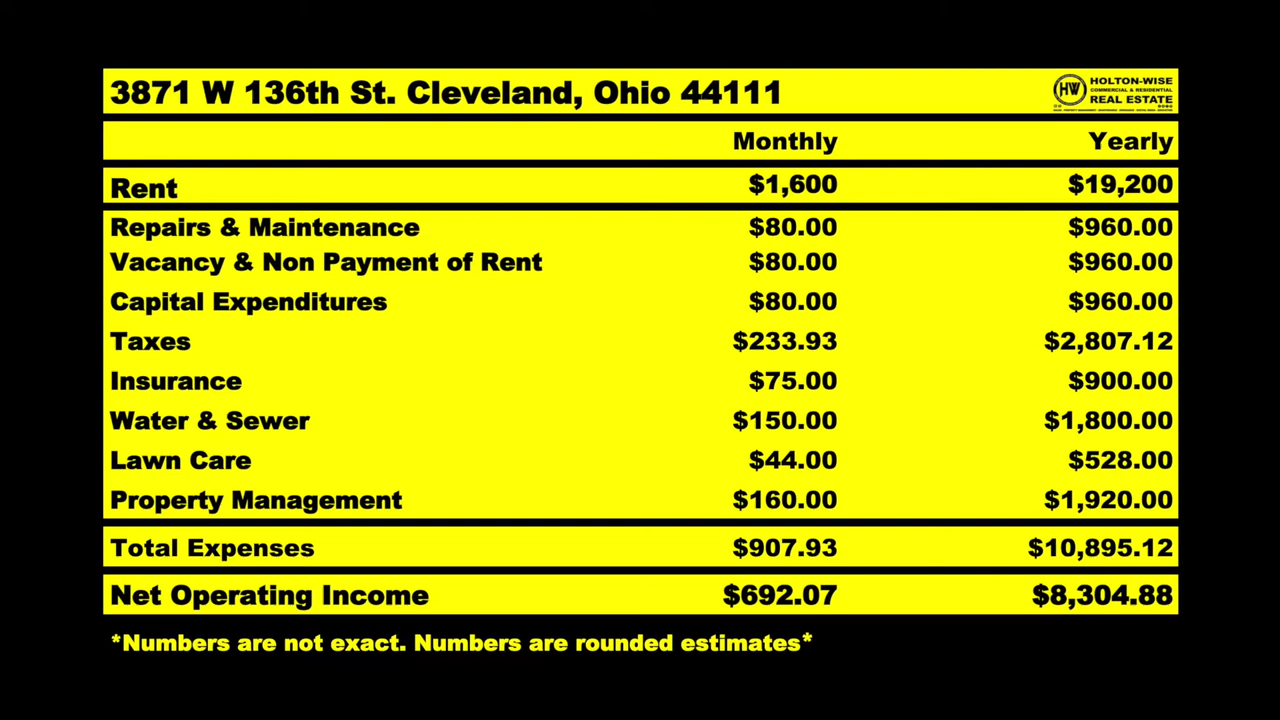 3871 W 136th St. Cleveland, Ohio 44111
HW
HOLTON-WISE
COMMERCIAL & RESIDENTIAL
REAL ESTATE
Monthly Yearly
Rent $1,600 $19,200
Repairs & Maintenance $80.00 $960.00
Vacancy & Non Payment of Rent $80.00 $960.00
Capital Expenditures $80.00 $960.00
Taxes $233.93 $2,807.12
Insurance $75.00 $900.00
Water & Sewer $150.00 $1,800.00
Lawn Care $44.00 $528.00
Property Management $160.00 $1,920.00
Total Expenses $907.93 $10,895.12
Net Operating Income $692.07 $8,304.88
*Numbers are not exact. Numbers are rounded estimates*